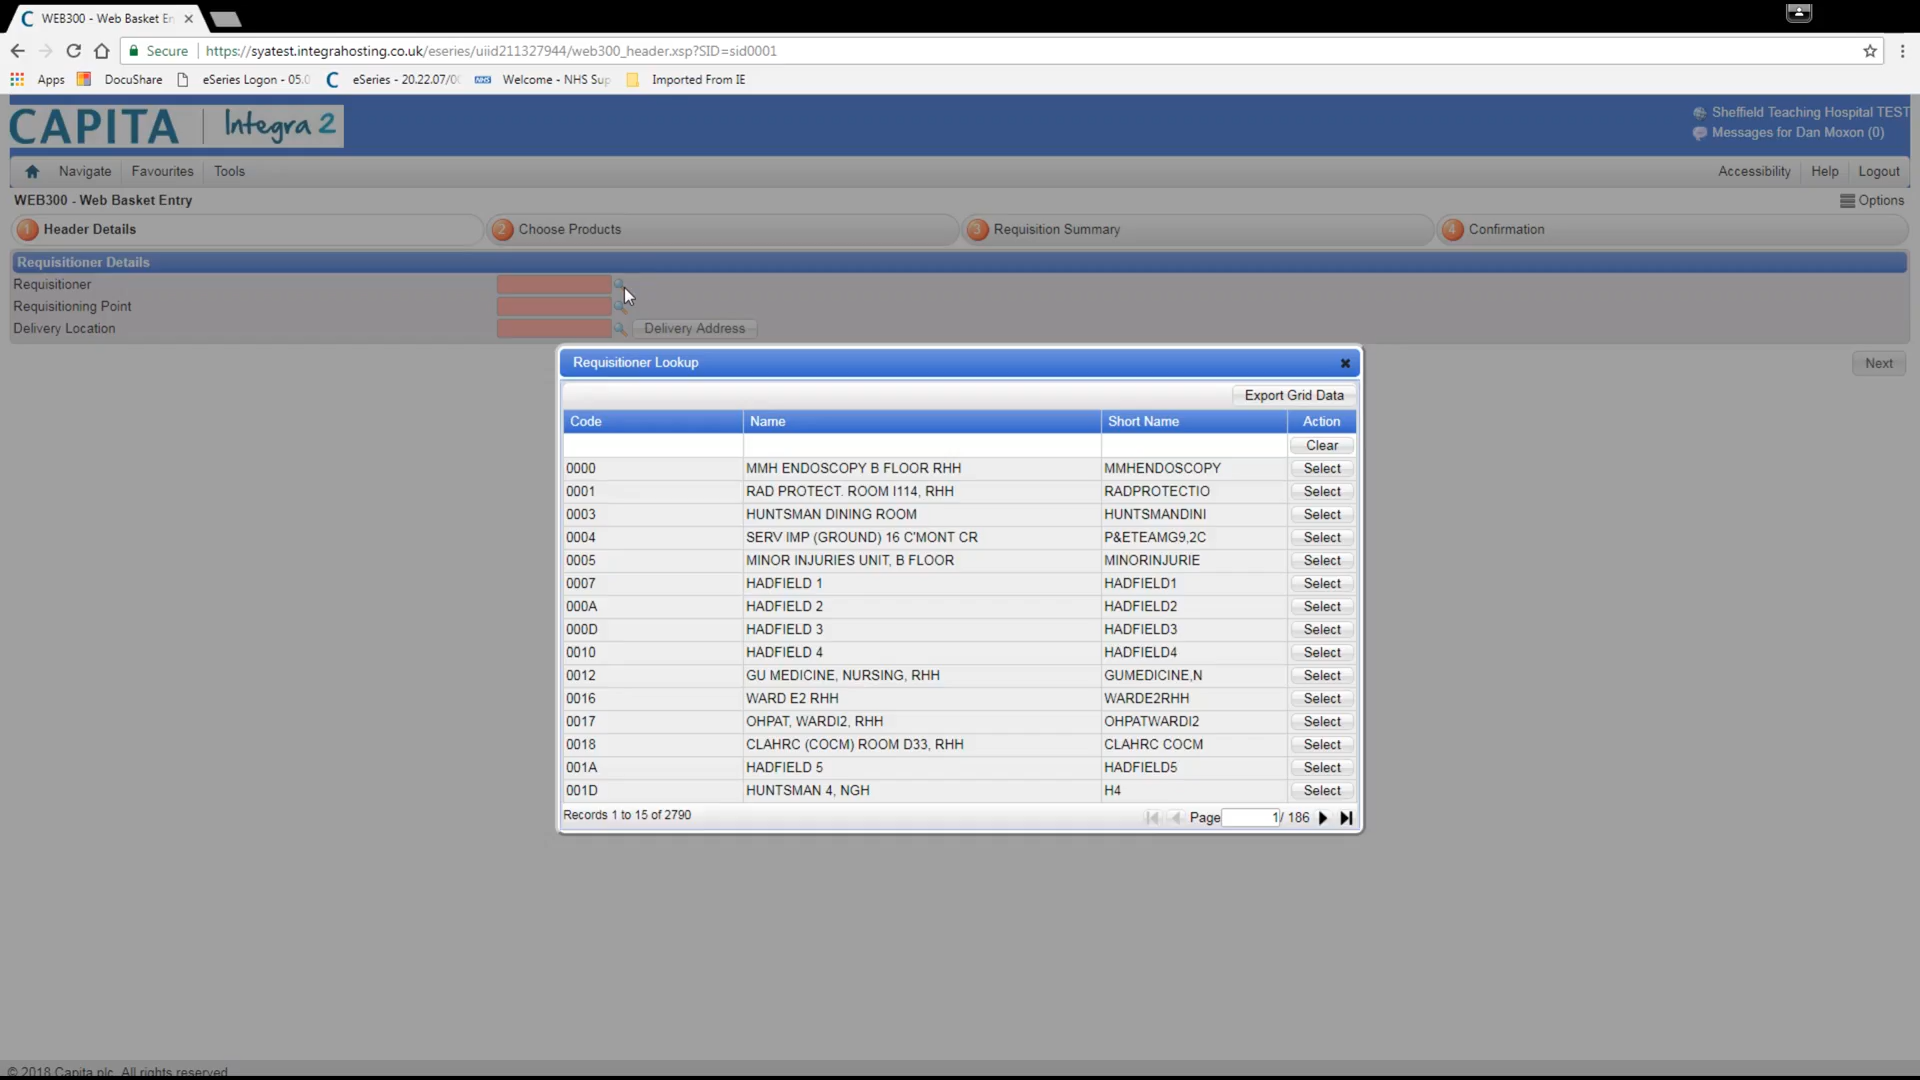 WEB300 - Web Basket En
Secure https://syatest.integrahosting.co.uk/eseries/uiid211327944/web300_header.xsp?SID=sid0001
Apps DocuShare eSeries Logon - 05.0 eSeries - 20.22.07/0 NHS Welcome - NHS Sup Imported From IE
CAPITA Integra 2
Sheffield Teaching Hospital TEST
Messages for Dan Moxon (0)
Navigate Favourites Tools Accessibility Help Logout
WEB300 - Web Basket Entry Options
1 Header Details 2 Choose Products 3 Requisition Summary 4 Confirmation
Requisitioner Details
Requisitioner
Requisitioning Point
Delivery Location Delivery Address
Next
Requisitioner Lookup
Export Grid Data
Code Name Short Name Action
Clear
0000 MMH ENDOSCOPY B FLOOR RHH MMHENDOSCOPY Select
0001 RAD PROTECT. ROOM I114, RHH RADPROTECTIO Select
0003 HUNTSMAN DINING ROOM HUNTSMANDINI Select
0004 SERV IMP (GROUND) 16 C'MONT CR P&ETEAMG9,2C Select
0005 MINOR INJURIES UNIT, B FLOOR MINORINJURIE Select
0007 HADFIELD 1 HADFIELD1 Select
000A HADFIELD 2 HADFIELD2 Select
000D HADFIELD 3 HADFIELD3 Select
0010 HADFIELD 4 HADFIELD4 Select
0012 GU MEDICINE, NURSING, RHH GUMEDICINE,N Select
0016 WARD E2 RHH WARDE2RHH Select
0017 OHPAT, WARDI2, RHH OHPATWARDI2 Select
0018 CLAHRC (COCM) ROOM D33, RHH CLAHRC COCM Select
001A HADFIELD 5 HADFIELD5 Select
001D HUNTSMAN 4, NGH H4 Select
Records 1 to 15 of 2790 Page 1/ 186
© 2018 Capita plc. All rights reserved